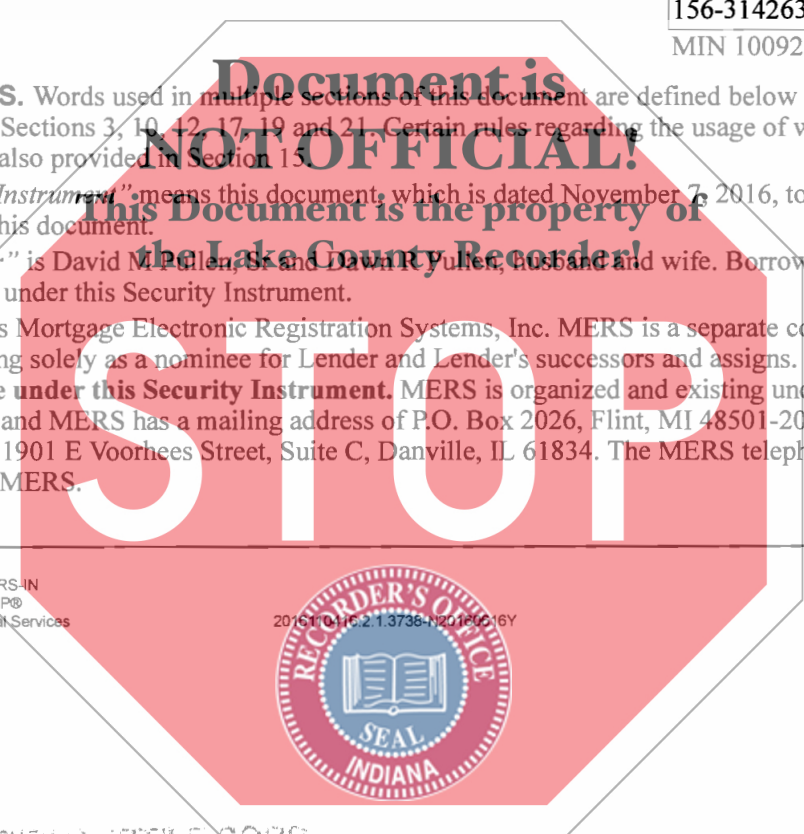 156-314263
MIN 10092
Document is
S. Words used in multiple sections of this document are defined below
Sections 3, 10, 12, 17, 19 and 21. Certain rules regarding the usage of w
NOT OFFICIAL!
also provided in Section 15.
Instrument" means this document, which is dated November 7, 2016, to
This Document is the property of
his document.
" is David M Pullen, Sr and Dawn R Pullen, husband and wife. Borrow
the Lake County Recorder!
under this Security Instrument.
s Mortgage Electronic Registration Systems, Inc. MERS is a separate co
ng solely as a nominee for Lender and Lender's successors and assigns.
e under this Security Instrument. MERS is organized and existing und
and MERS has a mailing address of P.O. Box 2026, Flint, MI 48501-20
1901 E Voorhees Street, Suite C, Danville, IL 61834. The MERS teleph
MERS.
STOP
RS-IN
P®
Services
20161104162.1.3738-N20160616Y
RECORDER'S OFFICE
SEAL
INDIANA